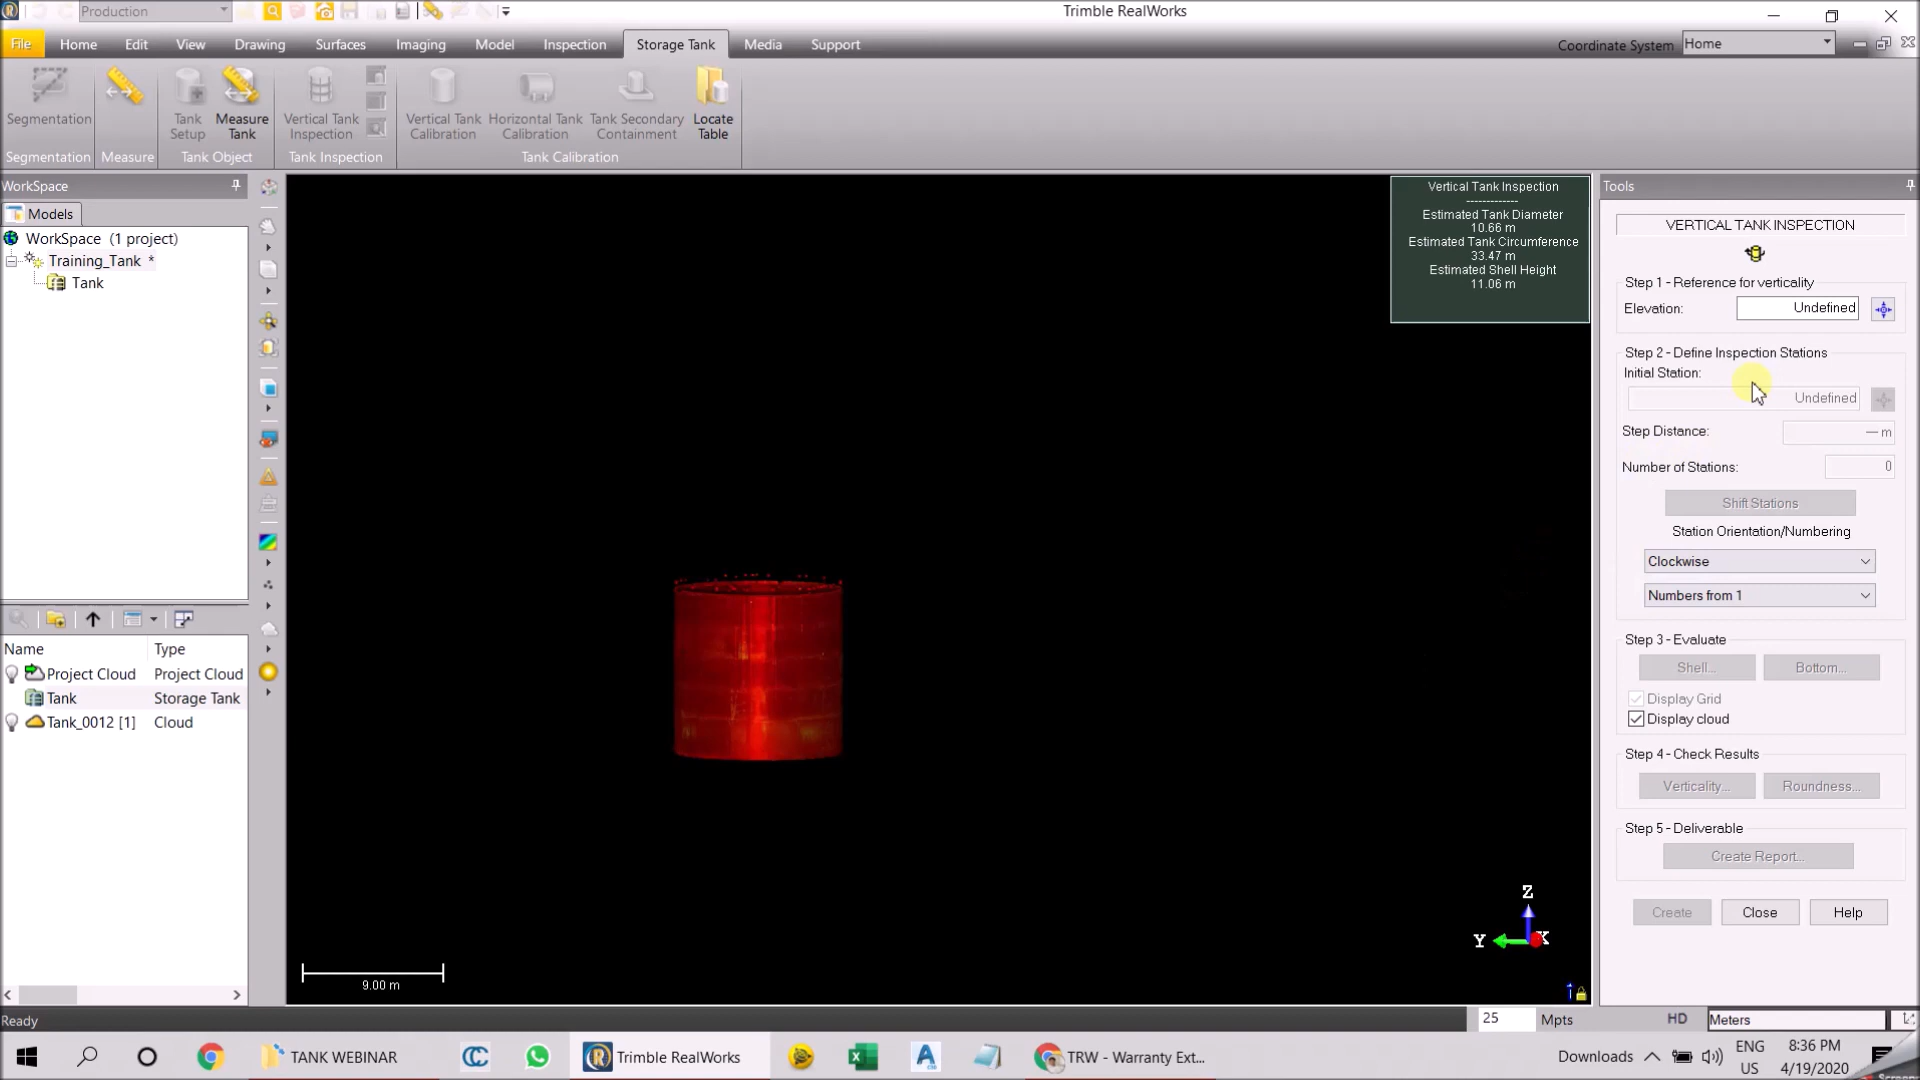 Production
Trimble RealWorks
File Home Edit View Drawing Surfaces Imaging Model Inspection Storage Tank Media Support
Coordinate System Home
Segmentation
Tank Setup
Measure Tank
Vertical Tank Inspection
Vertical Tank Calibration
Horizontal Tank Calibration
Tank Secondary Containment
Locate Table
Segmentation Measure Tank Object Tank Inspection Tank Calibration
WorkSpace
Models
WorkSpace (1 project)
Training_Tank *
Tank
Name Type
Project Cloud Project Cloud
Tank Storage Tank
Tank_0012 [1] Cloud
Vertical Tank Inspection
-------------
Estimated Tank Diameter
10.66 m
Estimated Tank Circumference
33.47 m
Estimated Shell Height
11.06 m
Z
Y X
9.00 m
Tools
VERTICAL TANK INSPECTION
Step 1 - Reference for verticality
Elevation: Undefined
Step 2 - Define Inspection Stations
Initial Station:
Undefined
Step Distance: — m
Number of Stations: 0
Shift Stations
Station Orientation/Numbering
Clockwise
Numbers from 1
Step 3 - Evaluate
Shell... Bottom...
Display Grid
Display cloud
Step 4 - Check Results
Verticality... Roundness...
Step 5 - Deliverable
Create Report...
Create Close Help
Ready
25 Mpts HD Meters
TANK WEBINAR
Trimble RealWorks
TRW - Warranty Ext...
Downloads
ENG
US
8:36 PM
4/19/2020